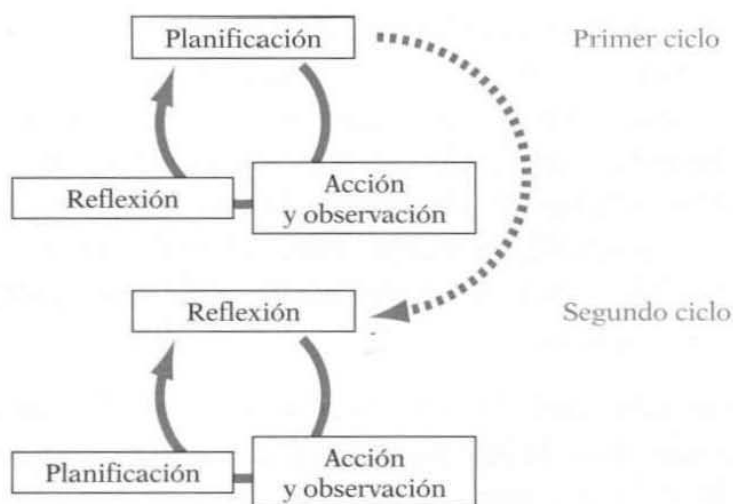 Planificación
Primer ciclo
Reflexión
Acción
y observación
Reflexión
Segundo ciclo
Planificación
Acción
y observación